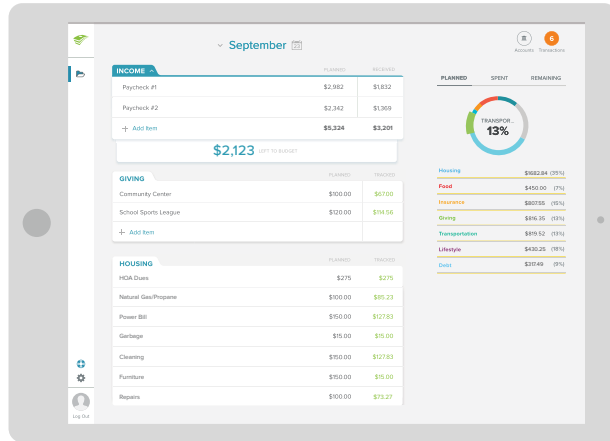 September 23
6
Accounts Transactions
INCOME PLANNED RECEIVED
Paycheck #1 $2,982 $1,832
Paycheck #2 $2,342 $1,369
+ Add Item $5,324 $3,201
$2,123 LEFT TO BUDGET
GIVING PLANNED TRACKED
Community Center $100.00 $67.00
School Sports League $120.00 $114.56
+ Add Item
HOUSING PLANNED TRACKED
HOA Dues $275 $275
Natural Gas/Propane $100.00 $85.23
Power Bill $150.00 $127.83
Garbage $15.00 $15.00
Cleaning $150.00 $127.83
Furniture $150.00 $15.00
Repairs $100.00 $73.27
PLANNED SPENT REMAINING
TRANSPOR...
13%
Housing $1682.84 (35%)
Food $450.00 (7%)
Insurance $807.55 (15%)
Giving $816.35 (13%)
Transportation $819.52 (13%)
Lifestyle $430.25 (18%)
Debt $317.49 (9%)
Log Out